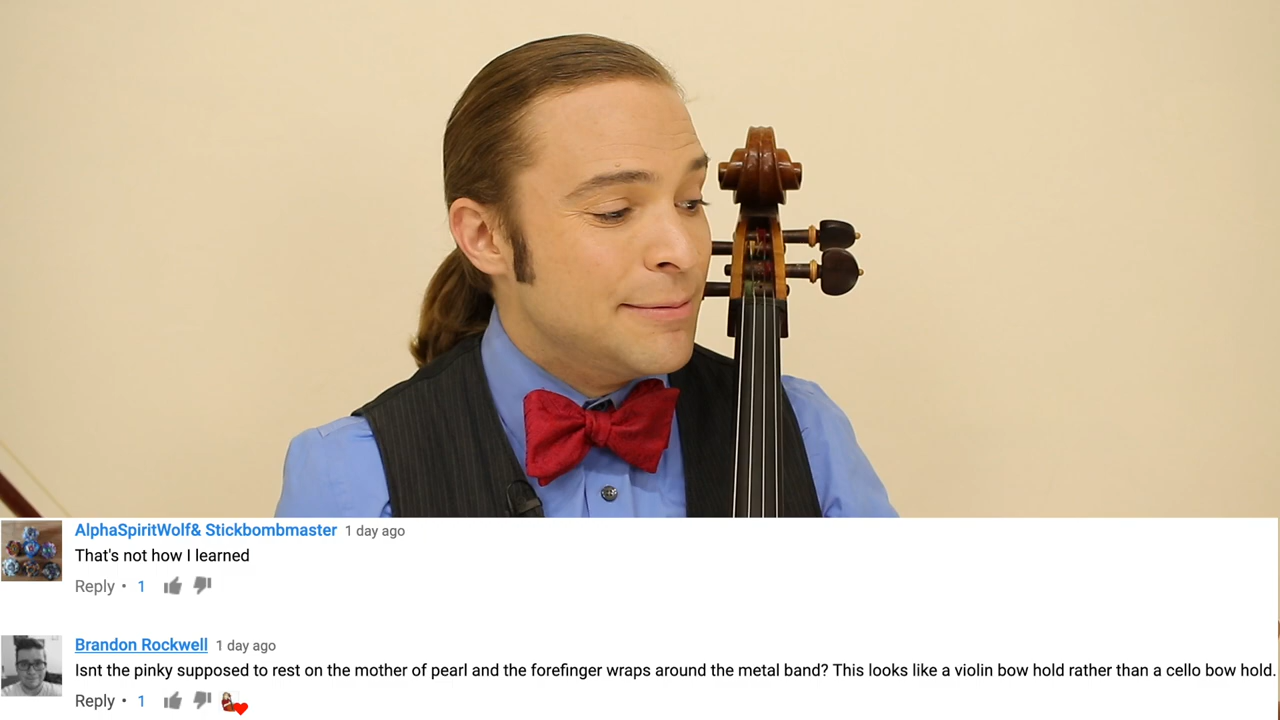 AlphaSpiritWolf& Stickbombmaster 1 day ago
That's not how I learned
Reply • 1
Brandon Rockwell 1 day ago
Isnt the pinky supposed to rest on the mother of pearl and the forefinger wraps around the metal band? This looks like a violin bow hold rather than a cello bow hold.
Reply • 1